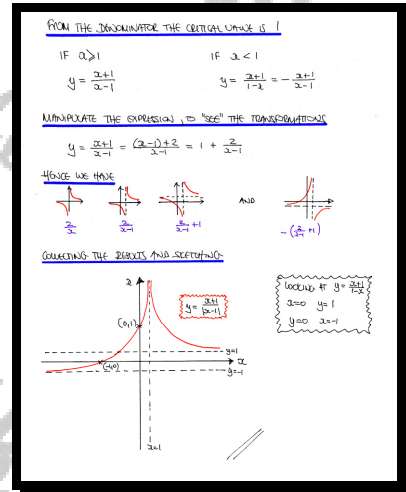 FROM THE DENOMINATOR THE CRITICAL VALUE IS 1
IF x≥1
IF x<1
y = (x+1)/(x-1)
y = (x+1)/(1-x) = -(x+1)/(x-1)
MANIPULATE THE EXPRESSION, TO "SEE" THE TRANSFORMATIONS
y = (x+1)/(x-1) = ((x-1)+2)/(x-1) = 1 + 2/(x-1)
HENCE WE HAVE
AND
2/x
2/(x-1)
2/(x-1) +1
-(2/(x-1) +1)
COLLECTING THE RESULTS AND SKETCHING
y = (x+1)/|x-1|
LOOKING AT y = (x+1)/(1-x)
x=0 y=1
y=0 x=-1
(0,1)
y=1
x
(-1,0)
y=-1
x=1